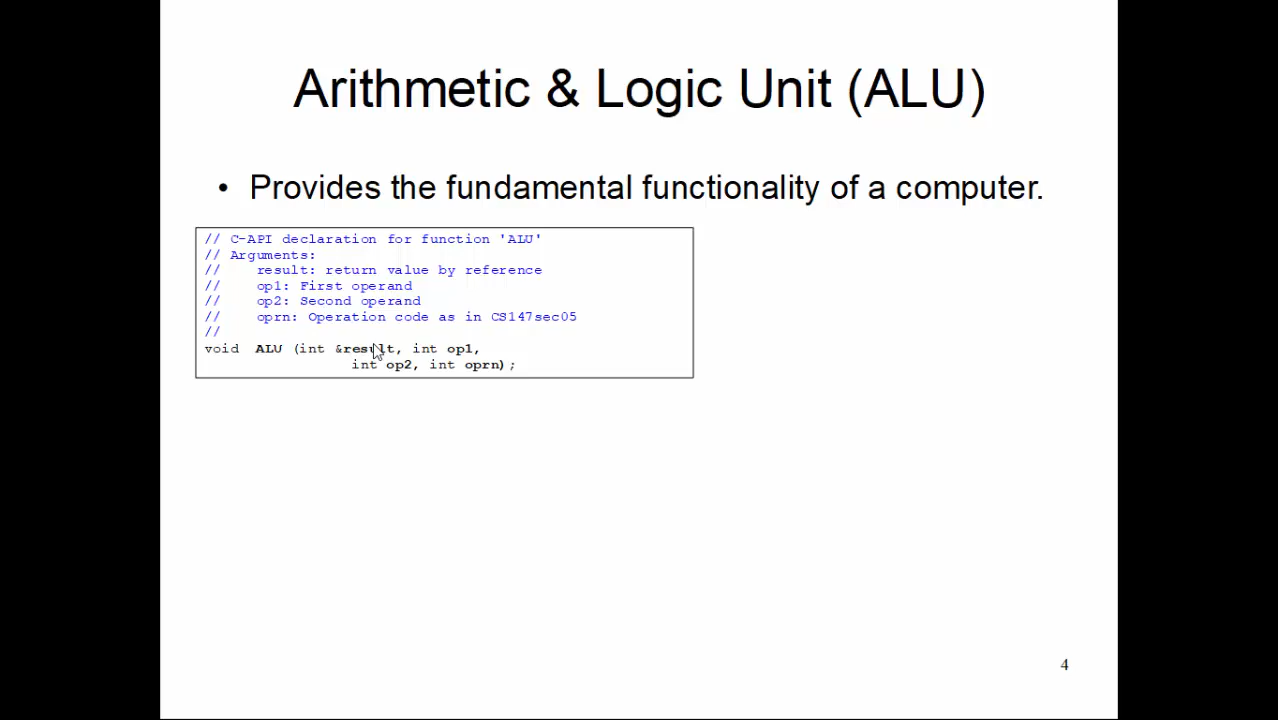 Arithmetic & Logic Unit (ALU)
• Provides the fundamental functionality of a computer.
// C-API declaration for function 'ALU'
// Arguments:
//    result: return value by reference
//    op1: First operand
//    op2: Second operand
//    oprn: Operation code as in CS147sec05
//
void  ALU (int &result, int op1,
                 int op2, int oprn);
4